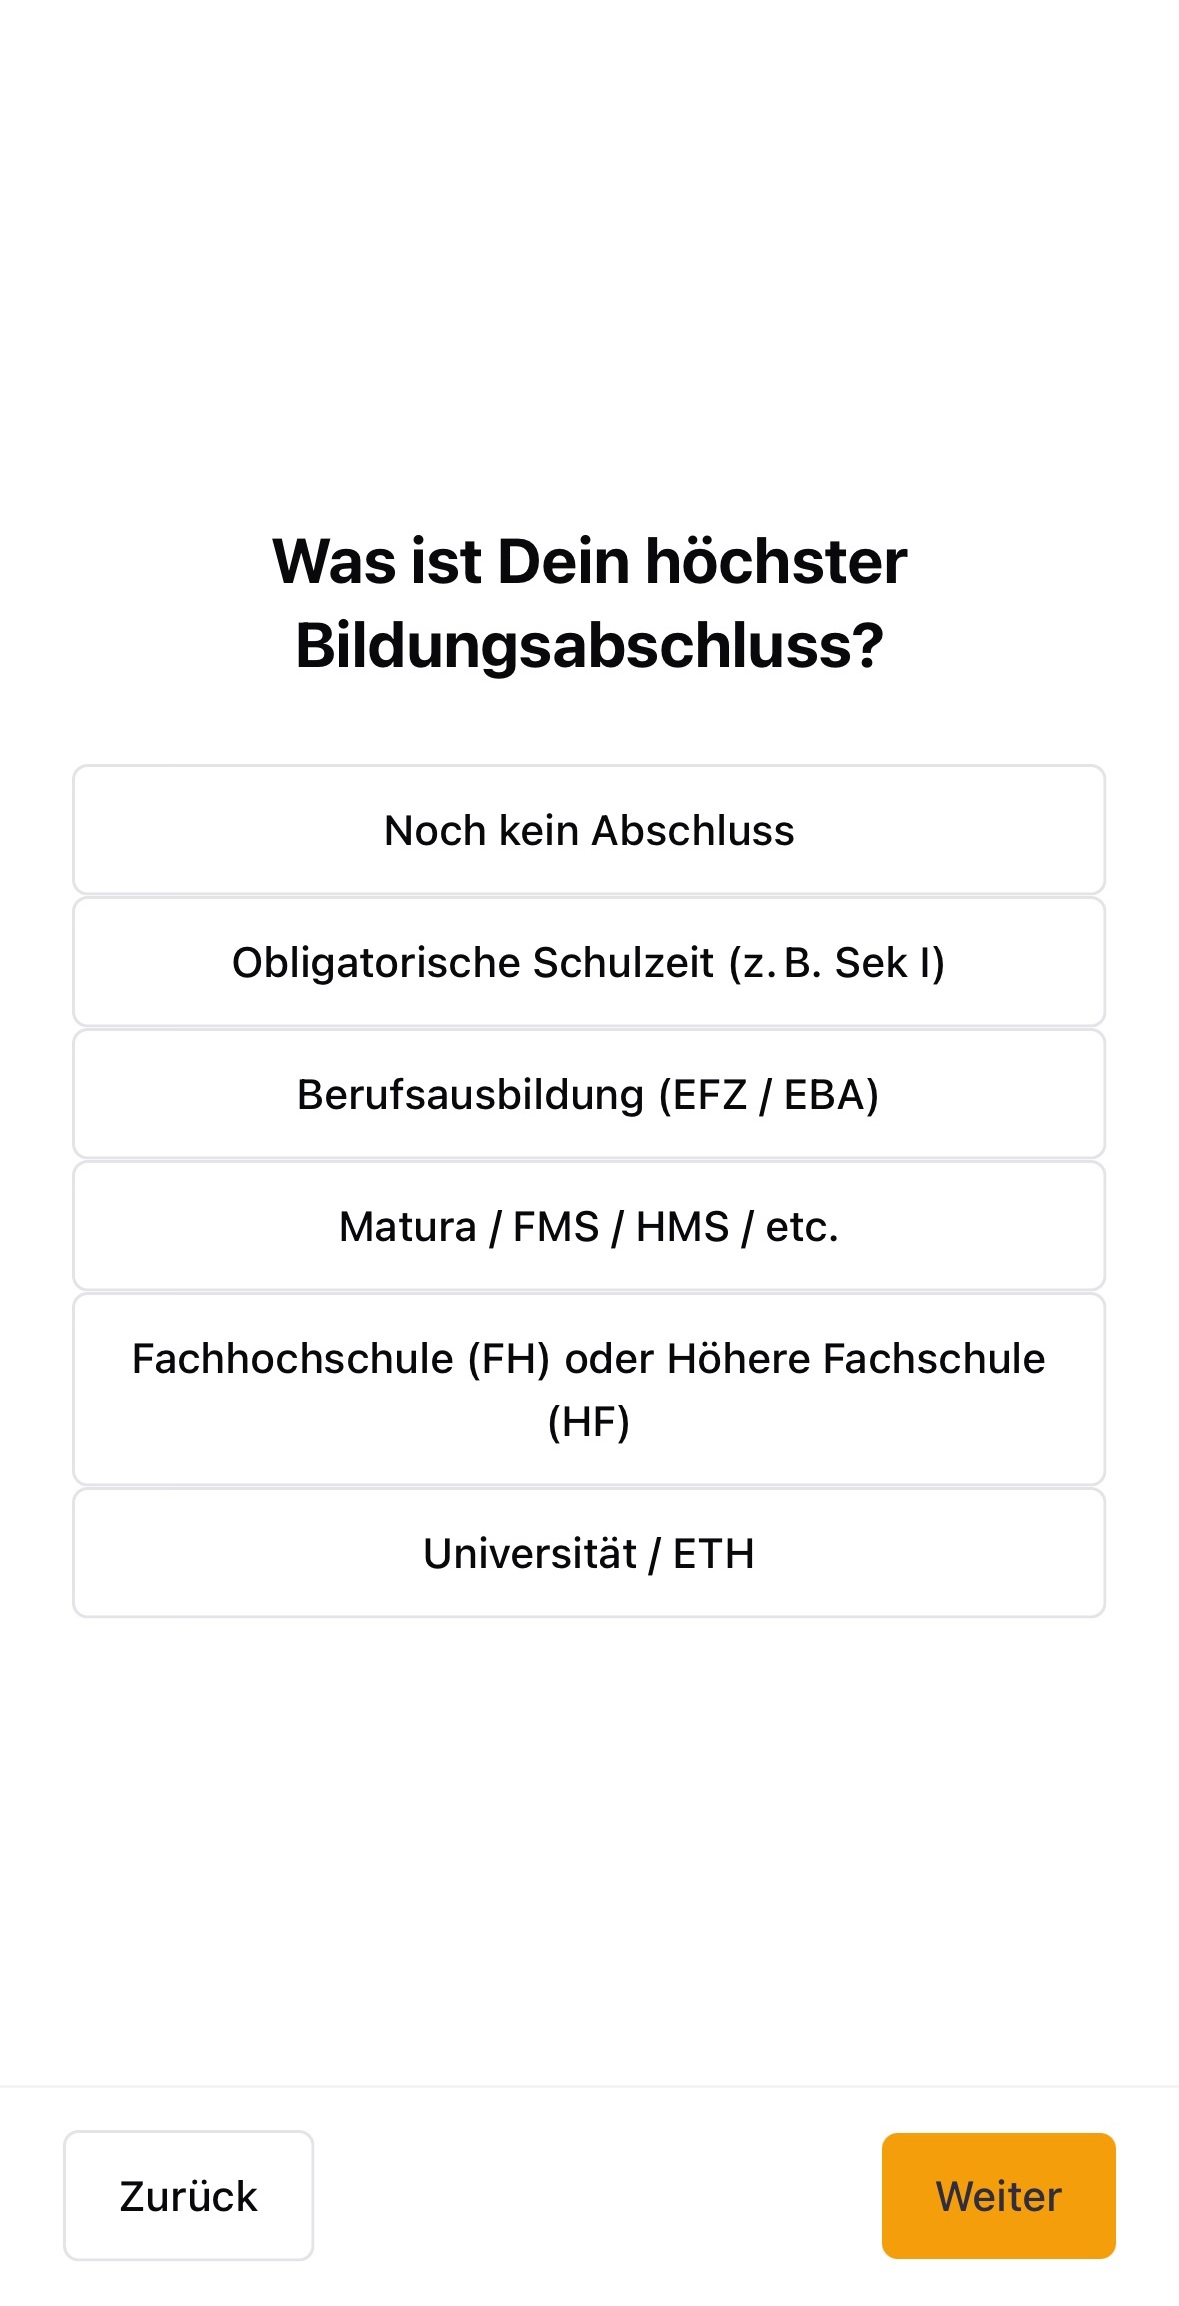 Was ist Dein höchster
Bildungsabschluss?
Noch kein Abschluss
Obligatorische Schulzeit (z. B. Sek I)
Berufsausbildung (EFZ / EBA)
Matura / FMS / HMS / etc.
Fachhochschule (FH) oder Höhere Fachschule
(HF)
Universität / ETH
Zurück
Weiter